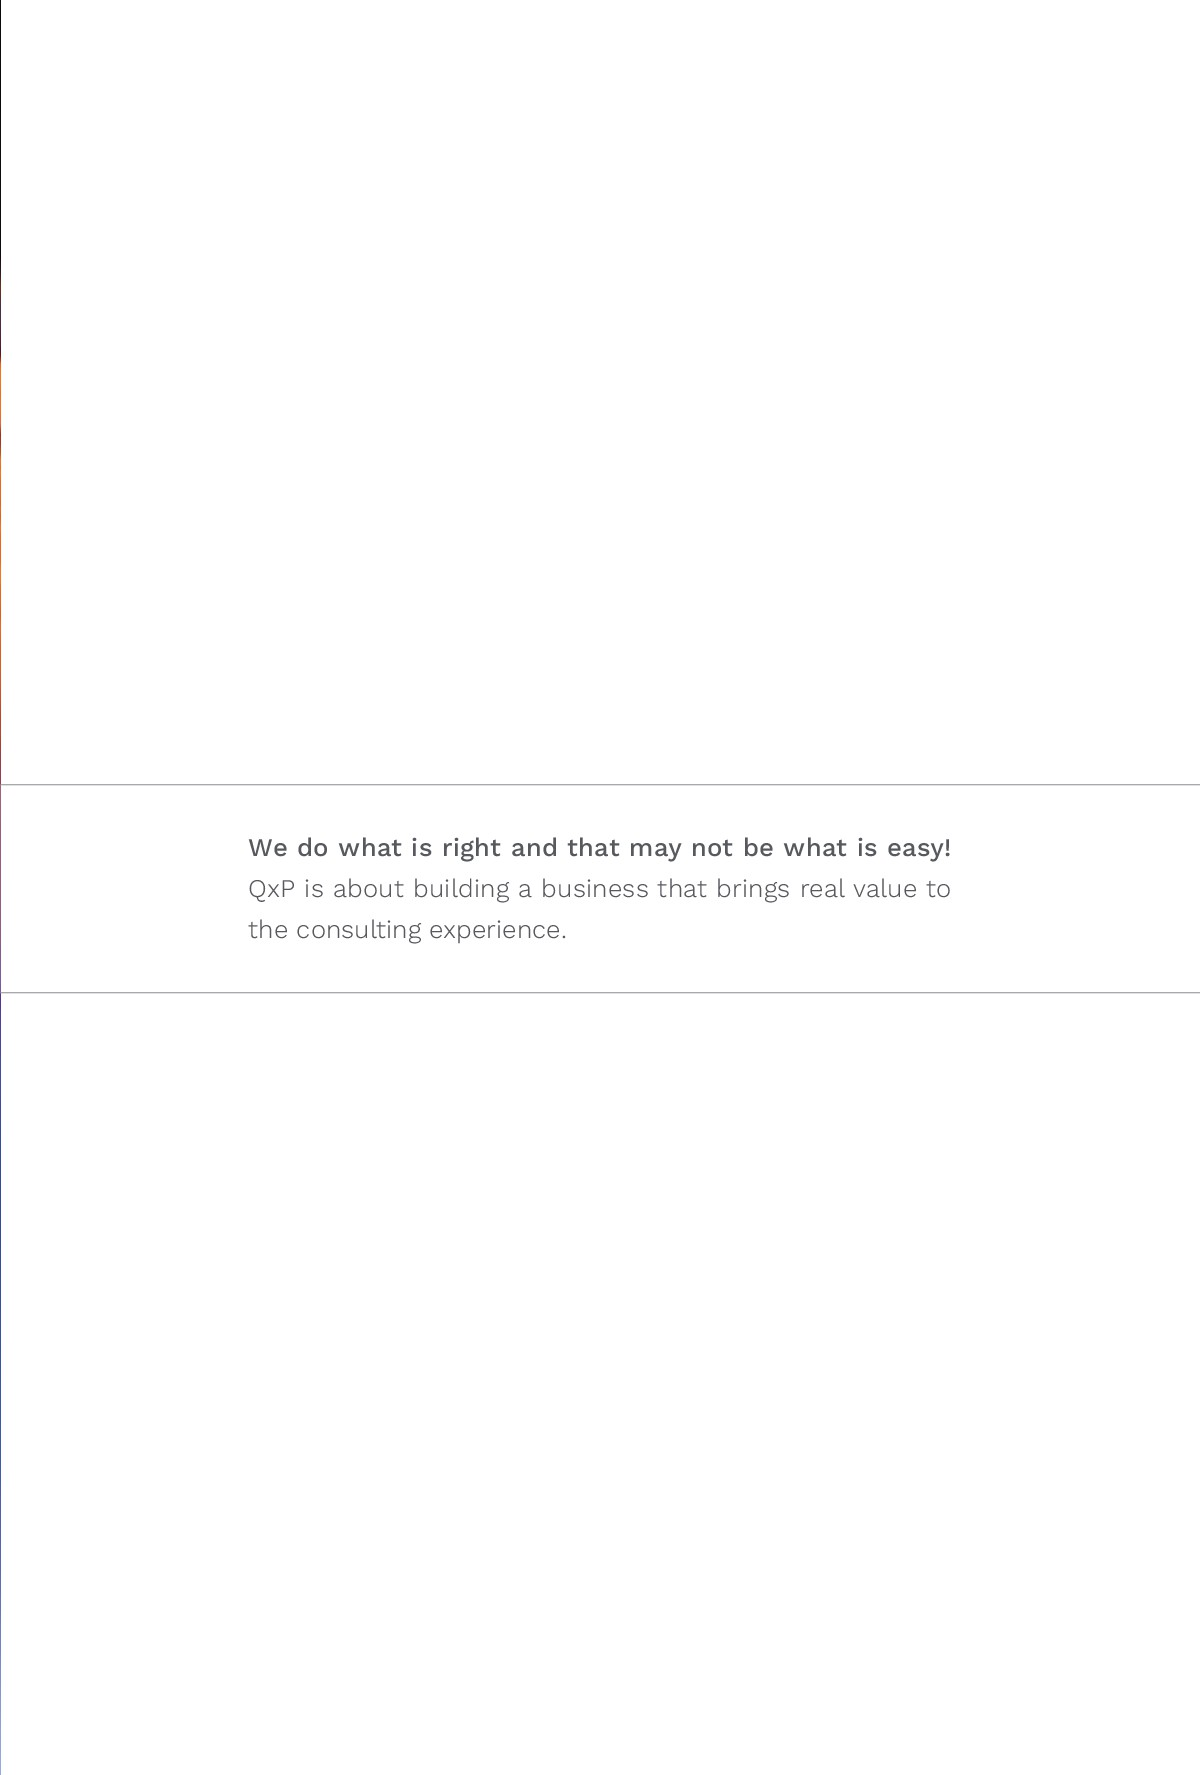 We do what is right and that may not be what is easy!
QxP is about building a business that brings real value to
the consulting experience.